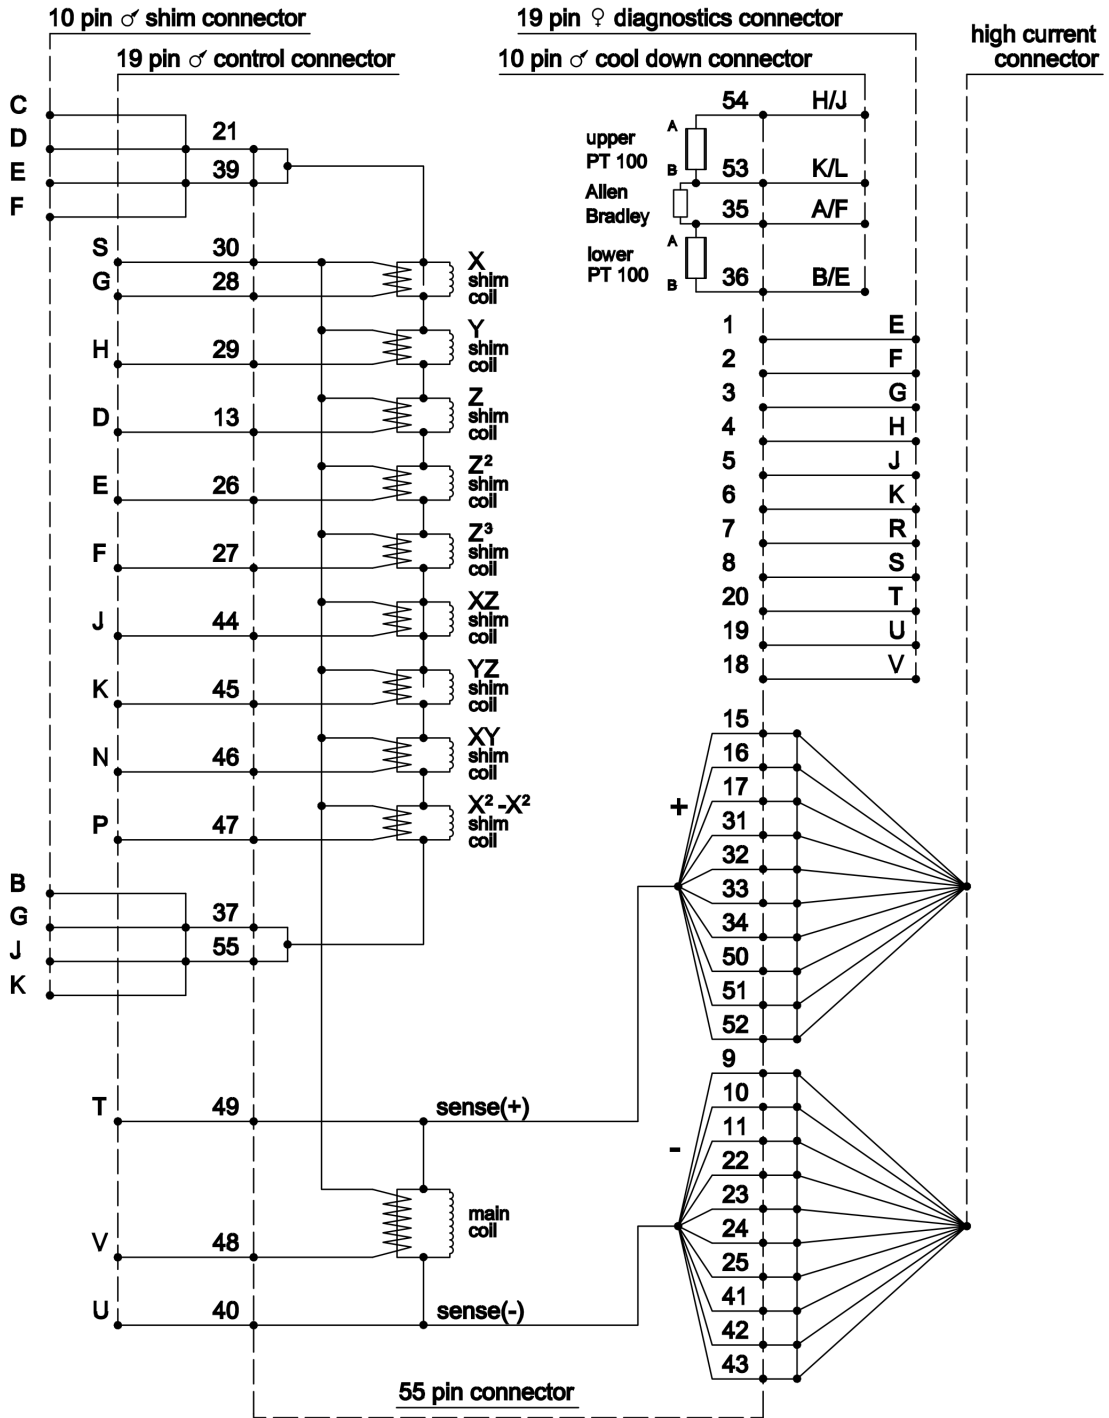 10 pin ♂ shim connector
19 pin ♂ control connector
19 pin ♀ diagnostics connector
10 pin ♂ cool down connector
high current
connector
C
D
E
F
21
39
S 30
G 28
X
shim
coil
H 29
Y
shim
coil
D 13
Z
shim
coil
E 26
Z²
shim
coil
F 27
Z³
shim
coil
J 44
XZ
shim
coil
K 45
YZ
shim
coil
N 46
XY
shim
coil
P 47
X² -X²
shim
coil
B
G
J
K
37
55
T 49 sense(+)
main
coil
V 48
U 40 sense(-)
55 pin connector
54 H/J
A
upper
PT 100
B
53 K/L
Allen
Bradley
35 A/F
A
lower
PT 100
B
36 B/E
1 E
2 F
3 G
4 H
5 J
6 K
7 R
8 S
20 T
19 U
18 V
15
16
17
+
31
32
33
34
50
51
52
9
10
11
-
22
23
24
25
41
42
43